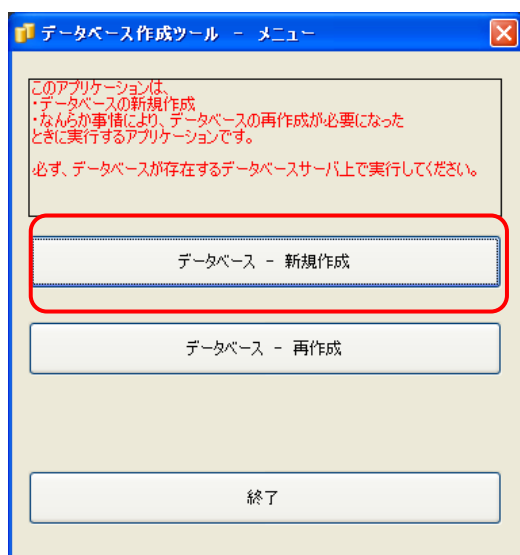 データベース作成ツール － メニュー
このアプリケーションは、
・データベースの新規作成
・なんらか事情により、データベースの再作成が必要になった
ときに実行するアプリケーションです。
必ず、データベースが存在するデータベースサーバ上で実行してください。
データベース － 新規作成
データベース － 再作成
終了